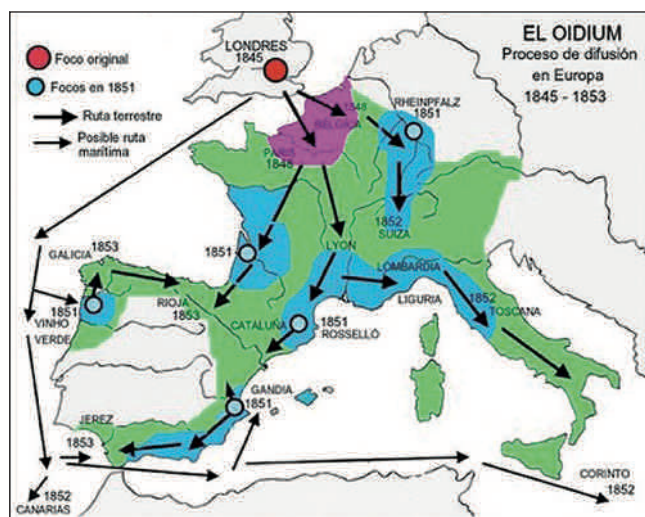 EL OIDIUM
Proceso de difusión
en Europa
1845 - 1853
Foco original
Focos en 1851
Ruta terrestre
Posible ruta
marítima
LONDRES
1845
1848
BELGICA
PARIS
1848
RHEINPFALZ
1851
1852
SUIZA
1851
LYON
LOMBARDIA
LIGURIA
1852
TOSCANA
GALICIA
1853
RIOJA
1853
CATALUÑA
1851
ROSSELLÓ
1851
VINHO
VERDE
GANDIA
1851
JEREZ
1853
1852
CANARIAS
CORINTO
1852